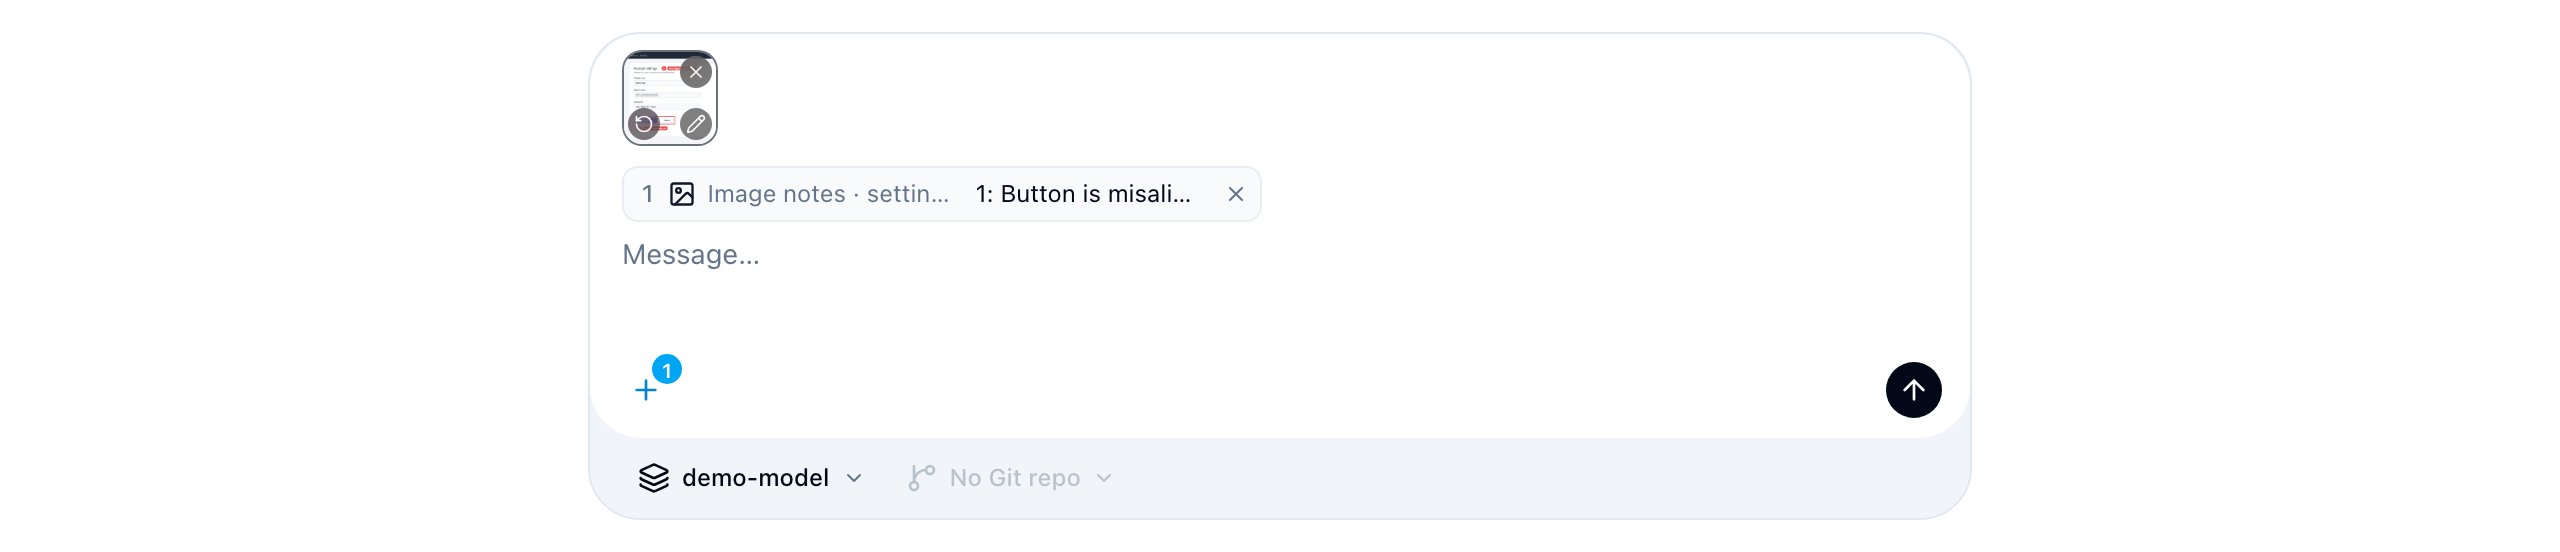 1 Image notes · settin... 1: Button is misali...
Message...
1
demo-model No Git repo